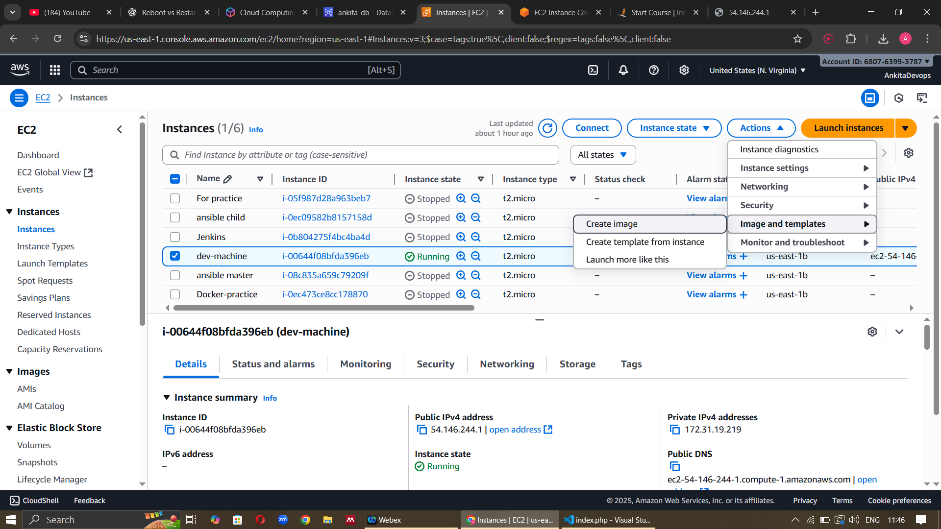 (184) YouTube
Reboot vs Restar
Cloud Computin
ankita_db - Data
Instances | EC2 |
EC2 Instance Co
Start Course | In
54.146.244.1
https://us-east-1.console.aws.amazon.com/ec2/home?region=us-east-1#Instances:v=3;$case=tags:true%5C,client:false;$regex=tags:false%5C,client:false
A
aws
Search
[Alt+S]
United States (N. Virginia)
Account ID: 6807-6399-3787
AnkitaDevops
EC2 > Instances
EC2
Dashboard
EC2 Global View
Events
Instances
Instances
Instance Types
Launch Templates
Spot Requests
Savings Plans
Reserved Instances
Dedicated Hosts
Capacity Reservations
Images
AMIs
AMI Catalog
Elastic Block Store
Volumes
Snapshots
Lifecycle Manager
Instances (1/6) Info
Last updated
about 1 hour ago
Connect
Instance state
Actions
Launch instances
Find Instance by attribute or tag (case-sensitive)
All states
Instance diagnostics
Instance settings
Networking
Security
Image and templates
Monitor and troubleshoot
Create image
Create template from instance
Launch more like this
Name Instance ID Instance state Instance type Status check Alarm stat Public IPv4
For practice i-05f987d28a963beb7 Stopped t2.micro – View alar
ansible child i-0ec09582b8157158d Stopped t2.micro
Jenkins i-0b804275f4bc4ba4d Stopped t2.micro
dev-machine i-00644f08bfda396eb Running t2.micro arms + us-east-1b ec2-54-146-
ansible master i-08c835a659c79209f Stopped t2.micro – View alarms + us-east-1b –
Docker-practice i-0ec473ce8cc178870 Stopped t2.micro – View alarms + us-east-1b –
i-00644f08bfda396eb (dev-machine)
Details
Status and alarms
Monitoring
Security
Networking
Storage
Tags
Instance summary Info
Instance ID
i-00644f08bfda396eb
IPv6 address
–
Public IPv4 address
54.146.244.1 | open address
Instance state
Running
Private IPv4 addresses
172.31.19.219
Public DNS
ec2-54-146-244-1.compute-1.amazonaws.com | open
CloudShell
Feedback
© 2025, Amazon Web Services, Inc. or its affiliates.
Privacy
Terms
Cookie preferences
Search
Webex
Instances | EC2 | us-ea...
index.php - Visual Stu...
ENG
11:46